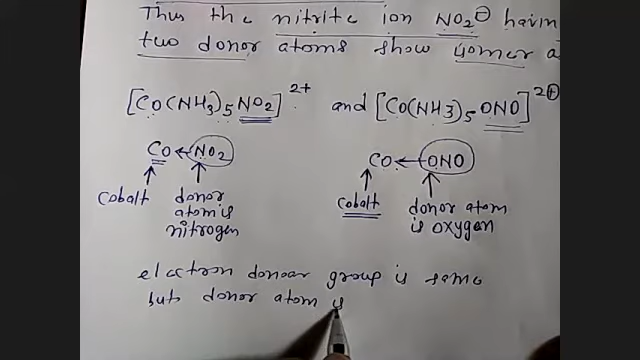 Thus the nitrite ion NO2⊖ havin
two donor atoms show isomer a
[CO(NH3)5NO2]2+ and [CO(NH3)5ONO]2⊕
CO ← NO2 CO ← ONO
cobalt donor atom is nitrogen cobalt donor atom is oxygen
electron donoar group is same
but donor atom is